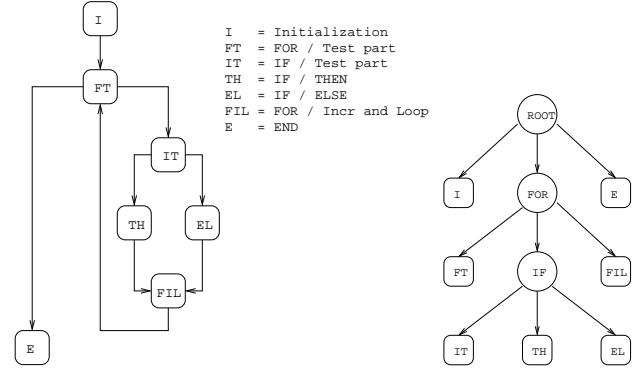 I
FT
IT
TH EL
FIL
E
I = Initialization
FT = FOR / Test part
IT = IF / Test part
TH = IF / THEN
EL = IF / ELSE
FIL = FOR / Incr and Loop
E = END
ROOT
I FOR E
FT IF FIL
IT TH EL